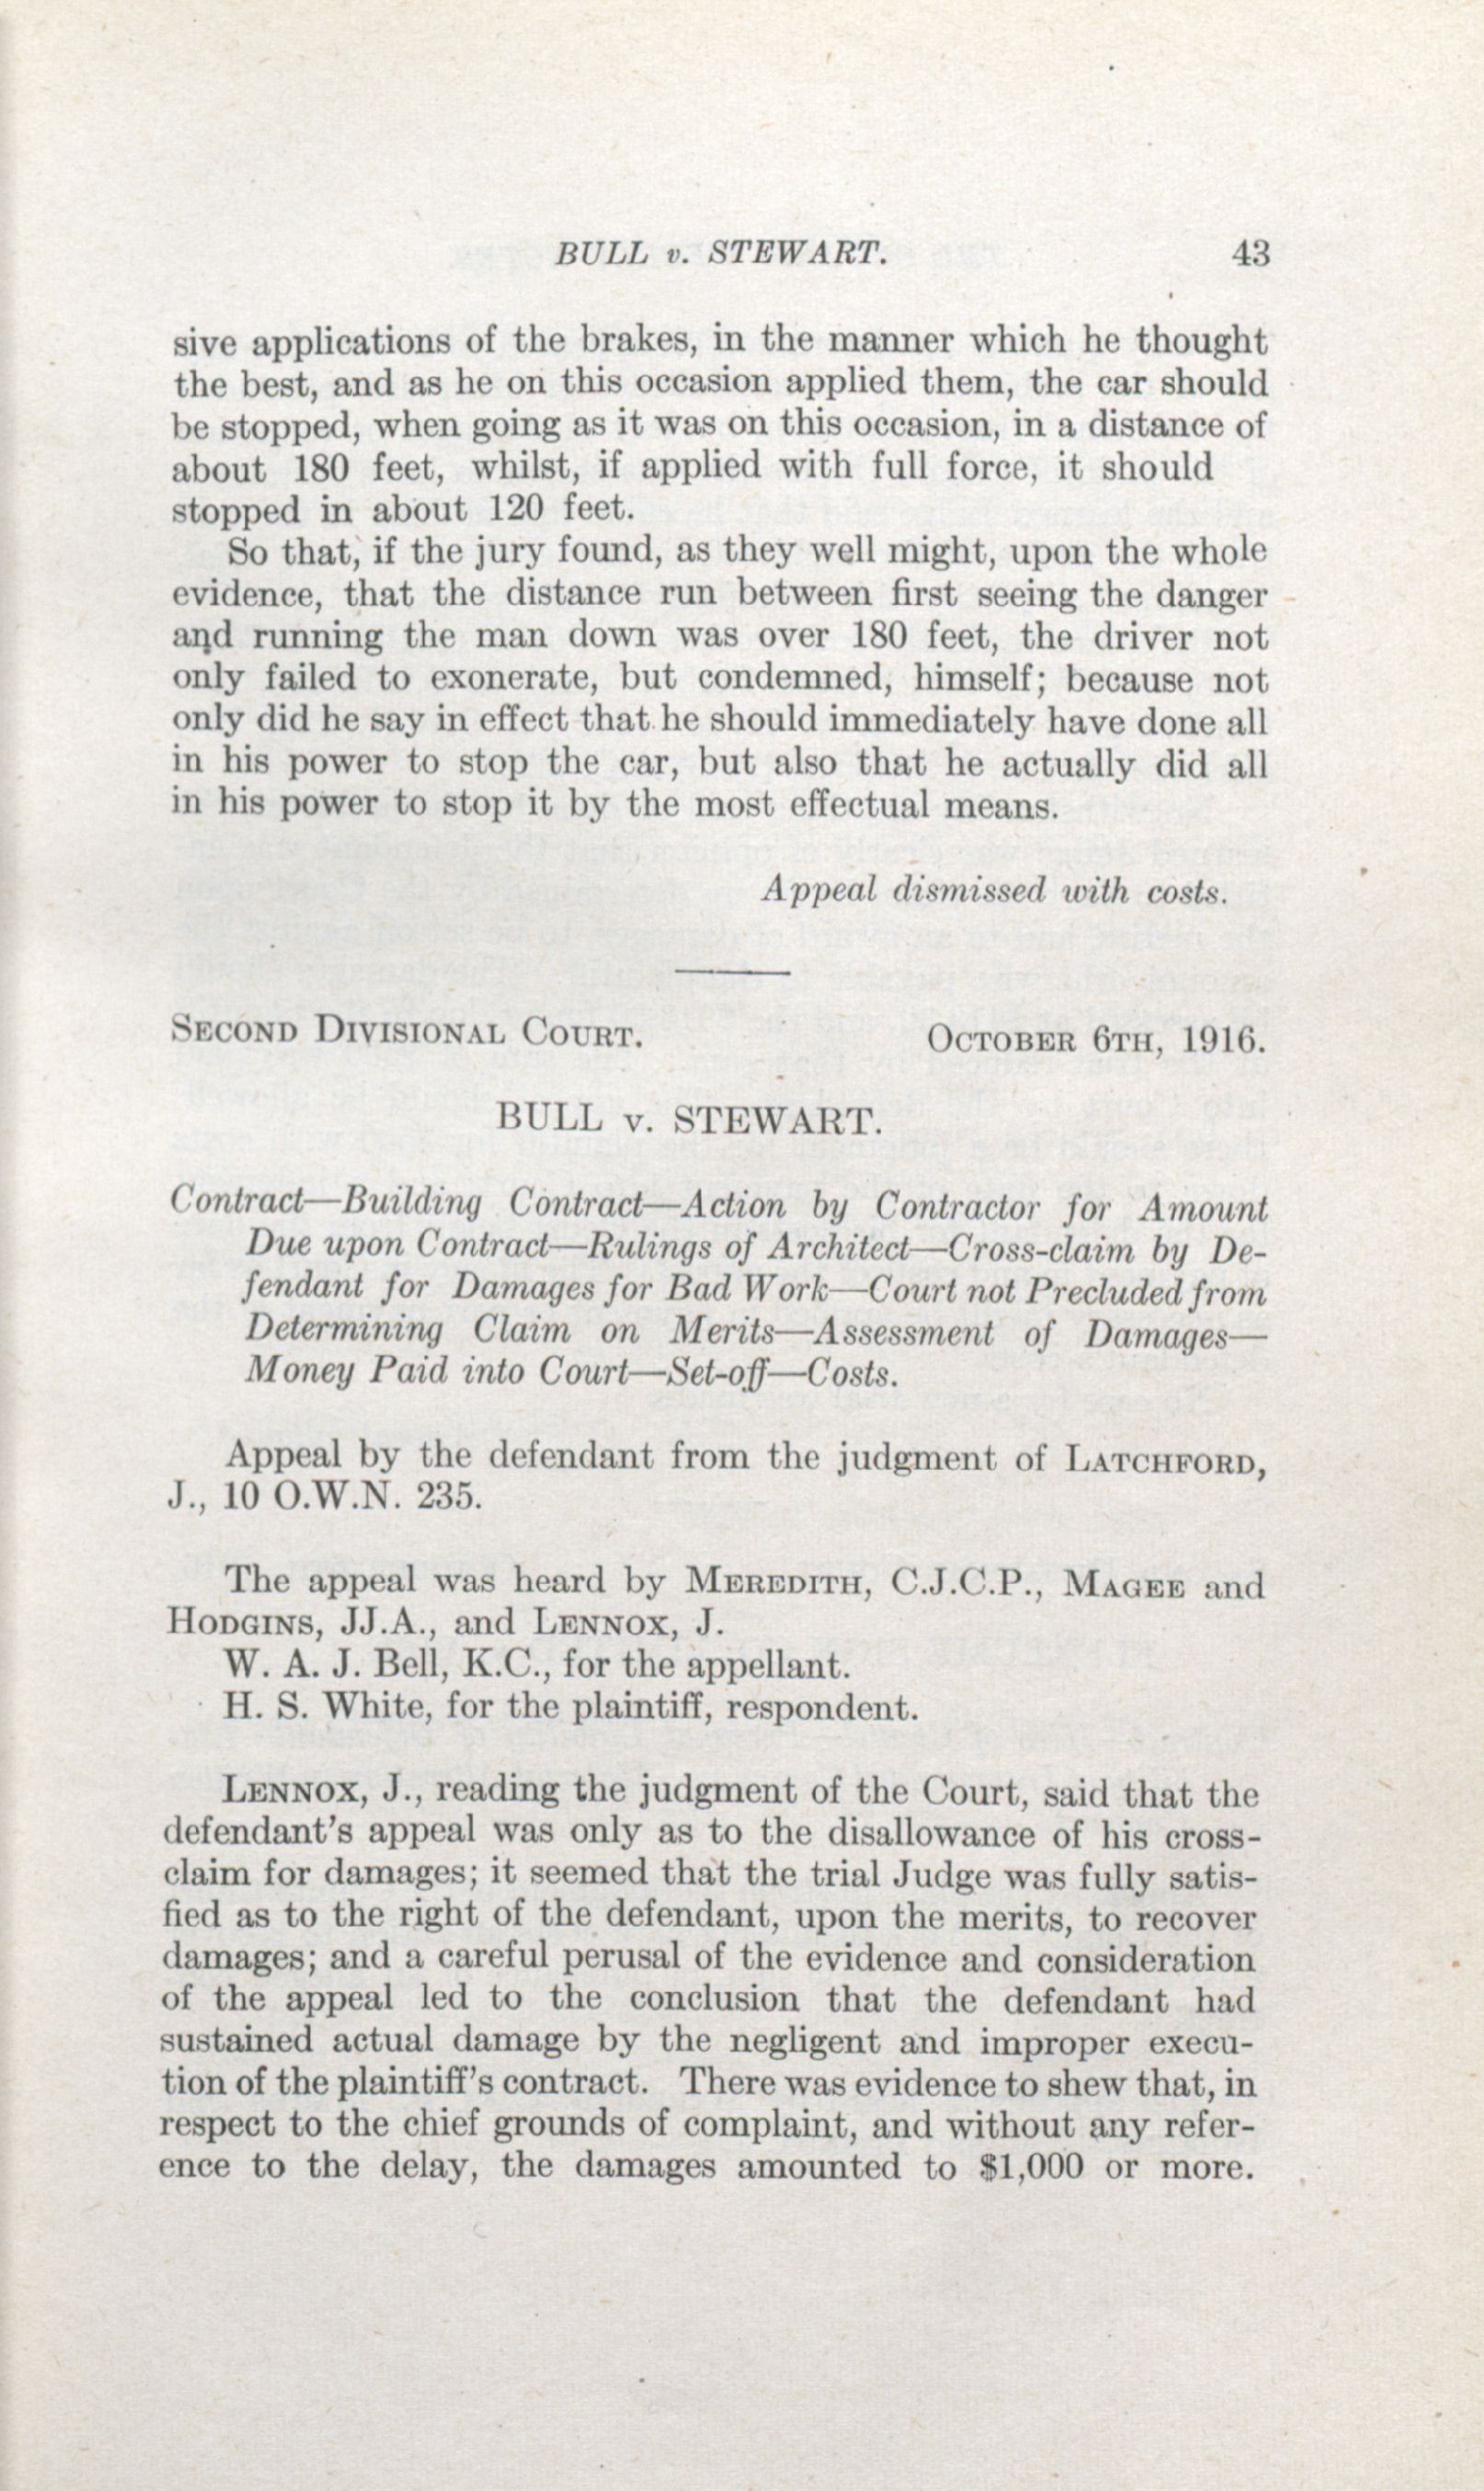 BULL v. STEWART. 43
sive applications of the brakes, in the manner which he thought
the best, and as he on this occasion applied them, the car should
be stopped, when going as it was on this occasion, in a distance of
about 180 feet, whilst, if applied with full force, it should
stopped in about 120 feet.
So that, if the jury found, as they well might, upon the whole
evidence, that the distance run between first seeing the danger
and running the man down was over 180 feet, the driver not
only failed to exonerate, but condemned, himself; because not
only did he say in effect that he should immediately have done all
in his power to stop the car, but also that he actually did all
in his power to stop it by the most effectual means.
Appeal dismissed with costs.
SECOND DIVISIONAL COURT. OCTOBER 6TH, 1916.
BULL v. STEWART.
Contract—Building Contract—Action by Contractor for Amount
Due upon Contract—Rulings of Architect—Cross-claim by De-
fendant for Damages for Bad Work—Court not Precluded from
Determining Claim on Merits—Assessment of Damages—
Money Paid into Court—Set-off—Costs.
Appeal by the defendant from the judgment of LATCHFORD,
J., 10 O.W.N. 235.
The appeal was heard by MEREDITH, C.J.C.P., MAGEE and
HODGINS, JJ.A., and LENNOX, J.
W. A. J. Bell, K.C., for the appellant.
H. S. White, for the plaintiff, respondent.
LENNOX, J., reading the judgment of the Court, said that the
defendant's appeal was only as to the disallowance of his cross-
claim for damages; it seemed that the trial Judge was fully satis-
fied as to the right of the defendant, upon the merits, to recover
damages; and a careful perusal of the evidence and consideration
of the appeal led to the conclusion that the defendant had
sustained actual damage by the negligent and improper execu-
tion of the plaintiff's contract. There was evidence to shew that, in
respect to the chief grounds of complaint, and without any refer-
ence to the delay, the damages amounted to $1,000 or more.